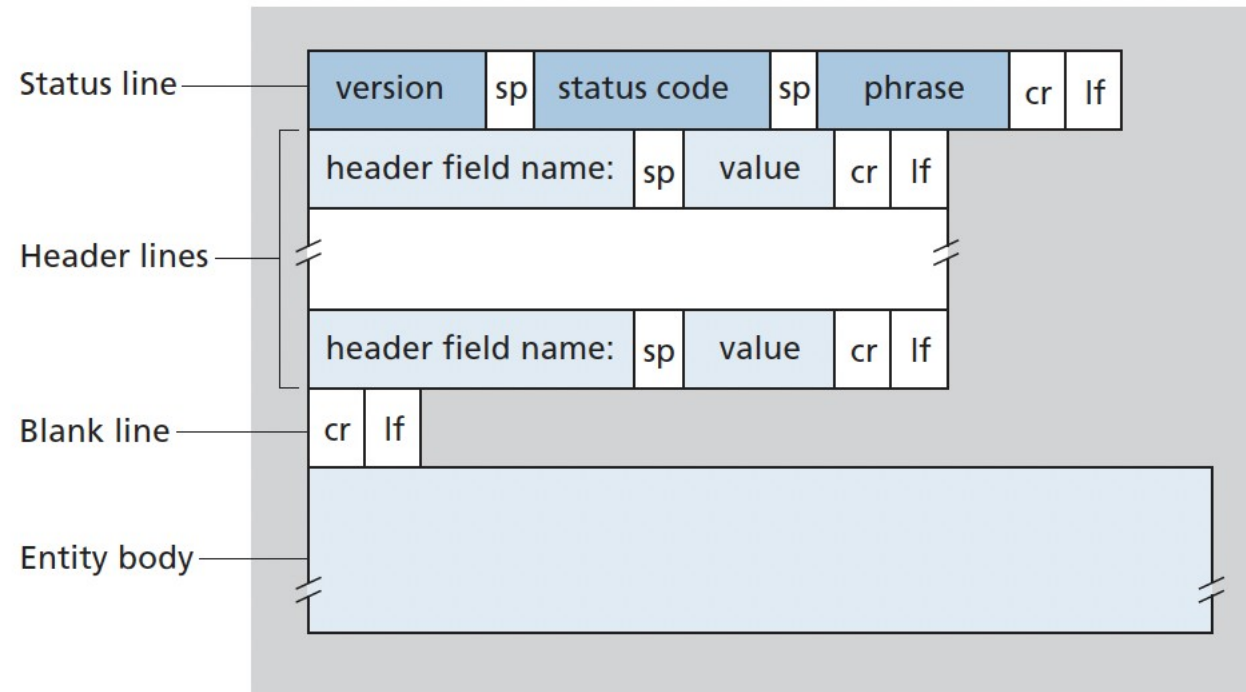 Status line version sp status code sp phrase cr lf
header field name: sp value cr lf
Header lines
header field name: sp value cr lf
Blank line cr lf
Entity body